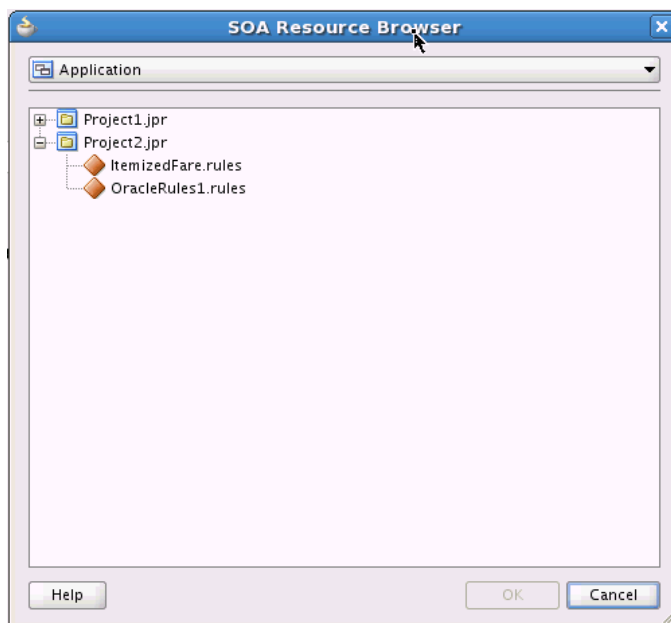 SOA Resource Browser
Application
Project1.jpr
Project2.jpr
ItemizedFare.rules
OracleRules1.rules
Help OK Cancel